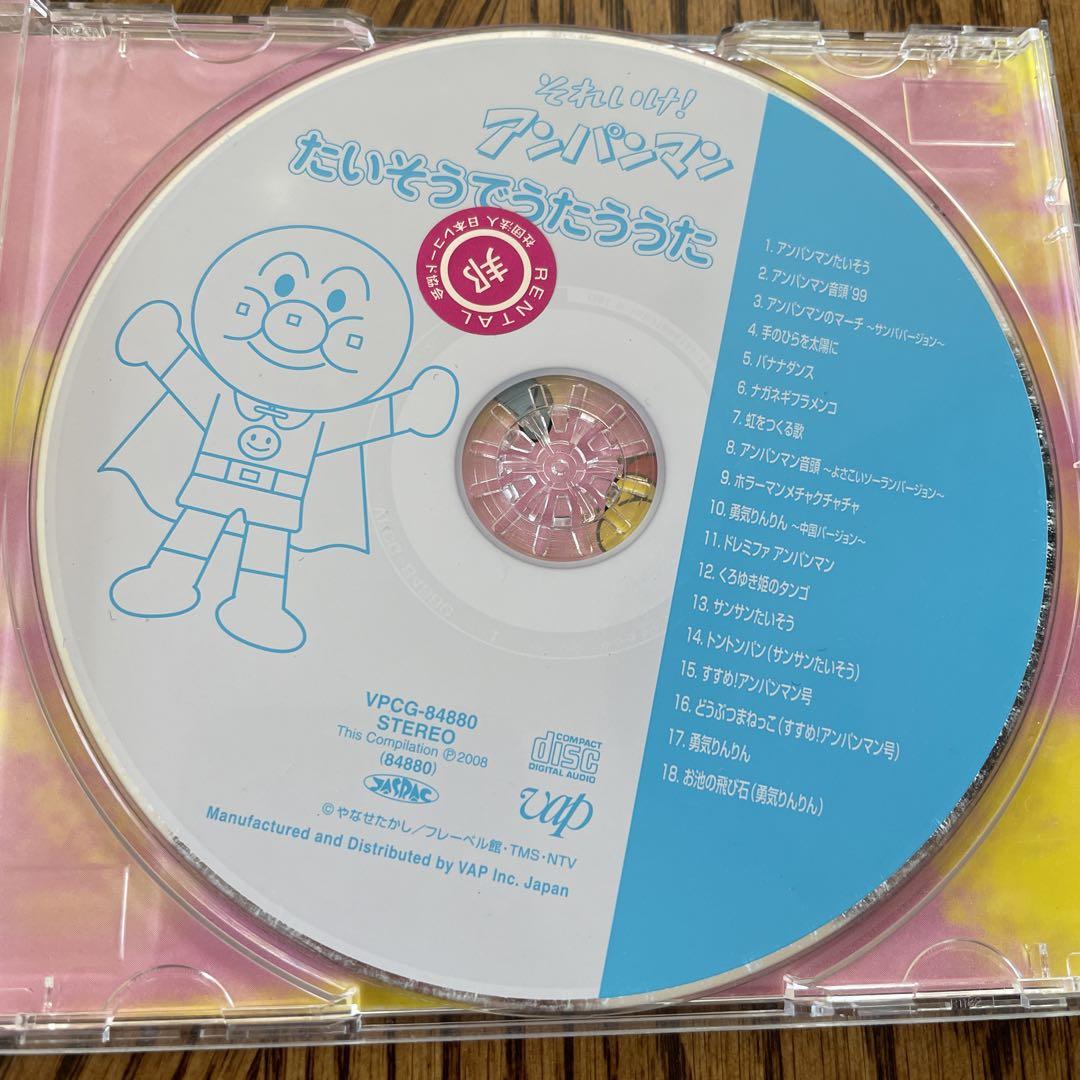 それいけ!
アンパンマン
たいそうでうたううた
RENTAL
邦
社団法人 日本レコード協会
1. アンパンマンたいそう
2. アンパンマン音頭'99
3. アンパンマンのマーチ ～サンババージョン～
4. 手のひらを太陽に
5. バナナダンス
6. ナガネギフラメンコ
7. 虹をつくる歌
8. アンパンマン音頭 ～よさこいソーランバージョン～
9. ホラーマンメチャクチャチャ
10. 勇気りんりん ～中国バージョン～
11. ドレミファ アンパンマン
12. くろゆき姫のタンゴ
13. サンサンたいそう
14. トントンパン(サンサンたいそう)
15. すすめ!アンパンマン号
16. どうぶつまねっこ(すすめ!アンパンマン号)
17. 勇気りんりん
18. お池の飛び石(勇気りんりん)
VPCG-84880
STEREO
This Compilation Ⓟ2008
(84880)
JASRAC
COMPACT
disc
DIGITAL AUDIO
vap
©やなせたかし／フレーベル館・TMS・NTV
Manufactured and Distributed by VAP Inc. Japan